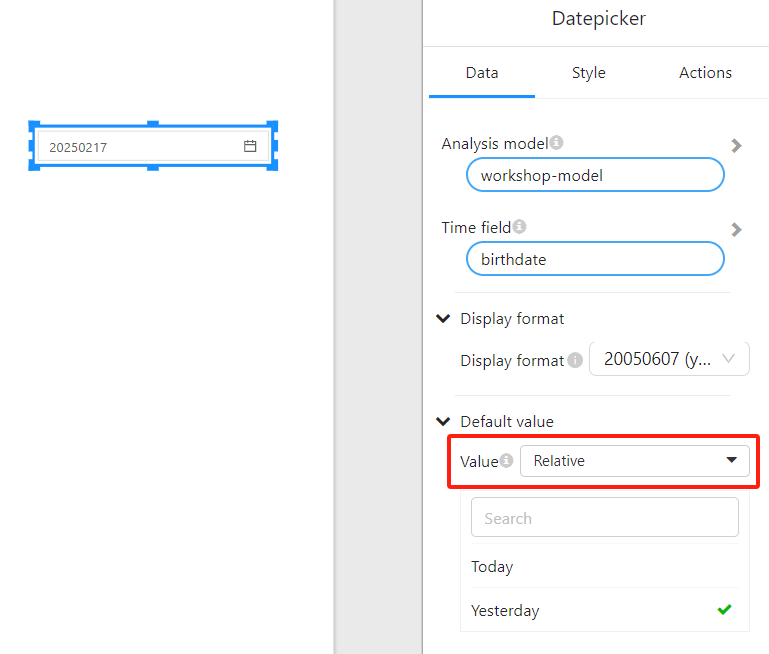 Datepicker
Data Style Actions
20250217
Analysis model
workshop-model
Time field
birthdate
Display format
Display format 20050607 (y...
Default value
Value Relative
Search
Today
Yesterday